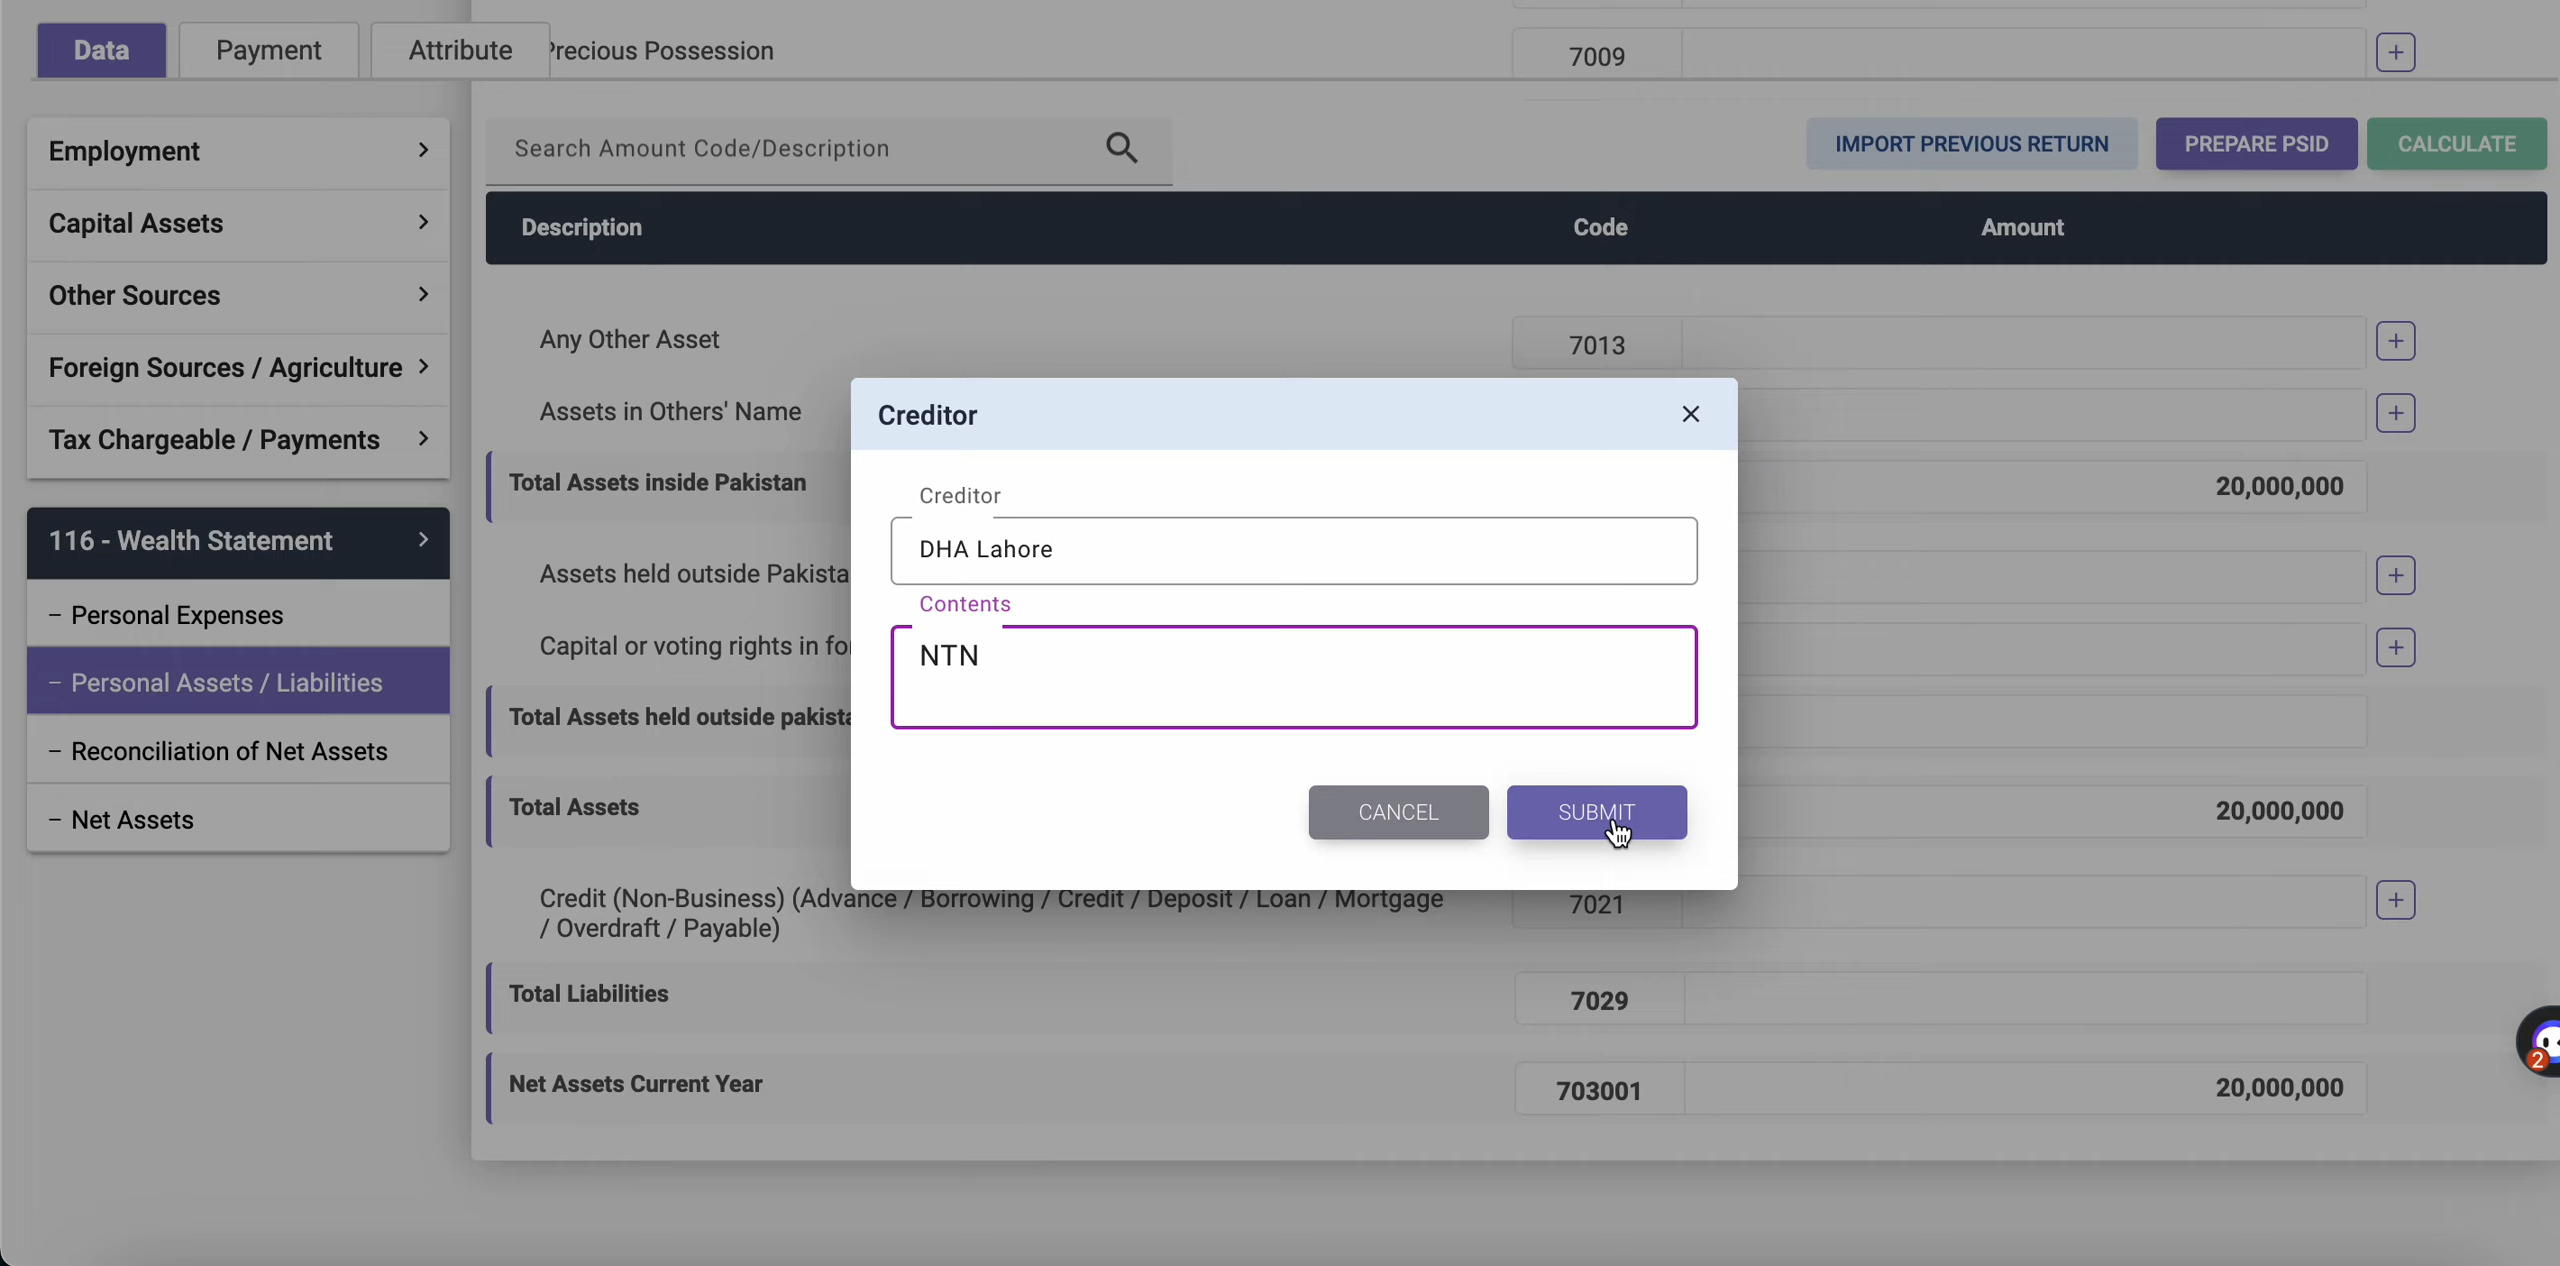 Data
Payment
Attribute
Precious Possession
7009
Employment
Capital Assets
Other Sources
Foreign Sources / Agriculture
Tax Chargeable / Payments
116 - Wealth Statement
– Personal Expenses
– Personal Assets / Liabilities
– Reconciliation of Net Assets
– Net Assets
Search Amount Code/Description
IMPORT PREVIOUS RETURN
PREPARE PSID
CALCULATE
Description
Code
Amount
Any Other Asset
7013
Assets in Others' Name
Total Assets inside Pakistan
20,000,000
Assets held outside Pakista
Capital or voting rights in fo
Total Assets held outside pakista
Total Assets
20,000,000
Creditor
Creditor
DHA Lahore
Contents
NTN
CANCEL
SUBMIT
Credit (Non-Business) (Advance / Borrowing / Credit / Deposit / Loan / Mortgage
/ Overdraft / Payable)
7021
Total Liabilities
7029
Net Assets Current Year
703001
20,000,000
2